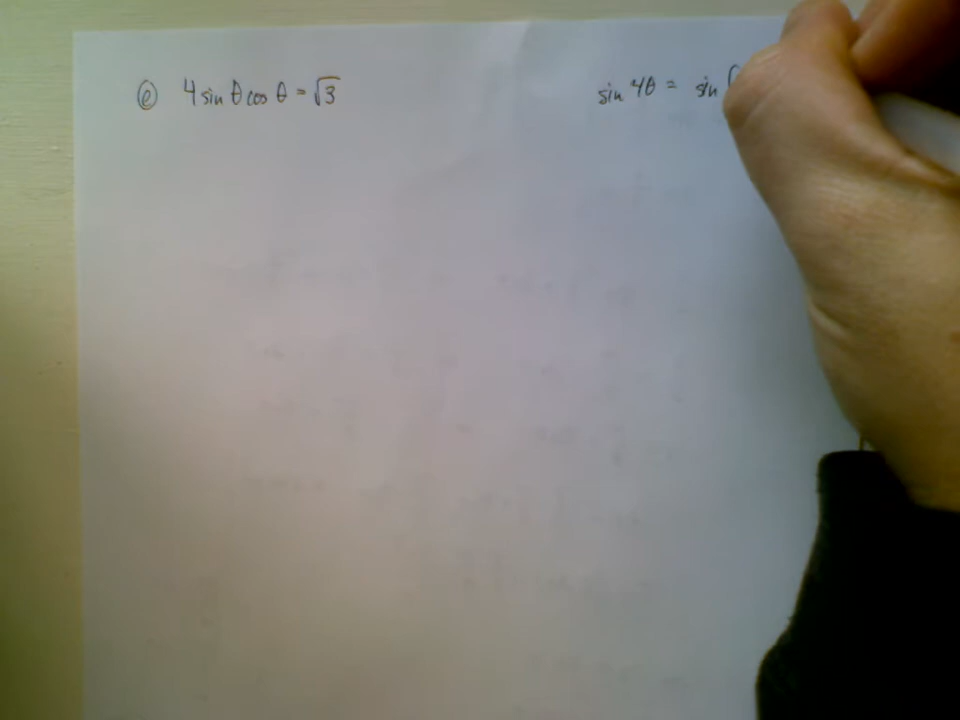 ⓔ 4 sin θ cos θ = √3
sin 4θ = sin (